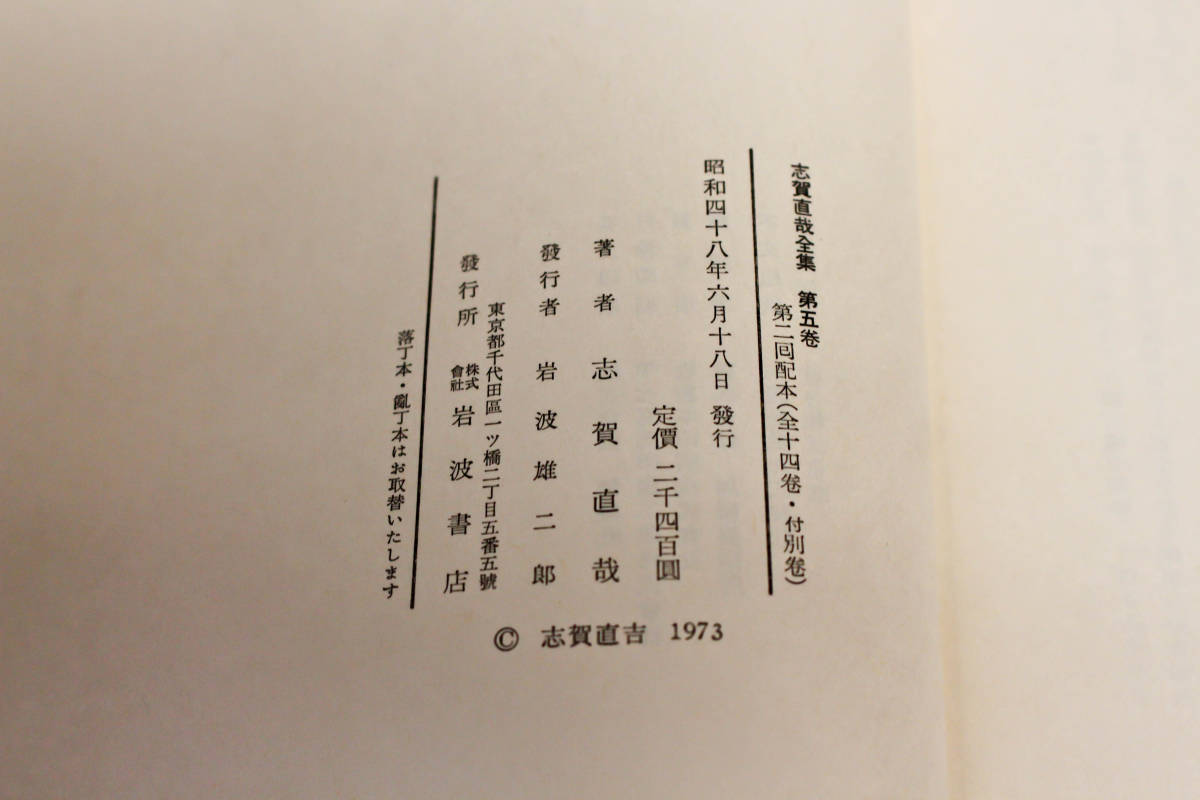 志賀直哉全集　第五卷
第二囘配本(全十四卷・付別卷)
昭和四十八年六月十八日 發行
定價 二千四百圓
著者 志賀直哉
發行者 岩波雄二郎
東京都千代田區一ツ橋二丁目五番五號
發行所 株式會社 岩波書店
落丁本・亂丁本はお取替いたします
© 志賀直吉 1973